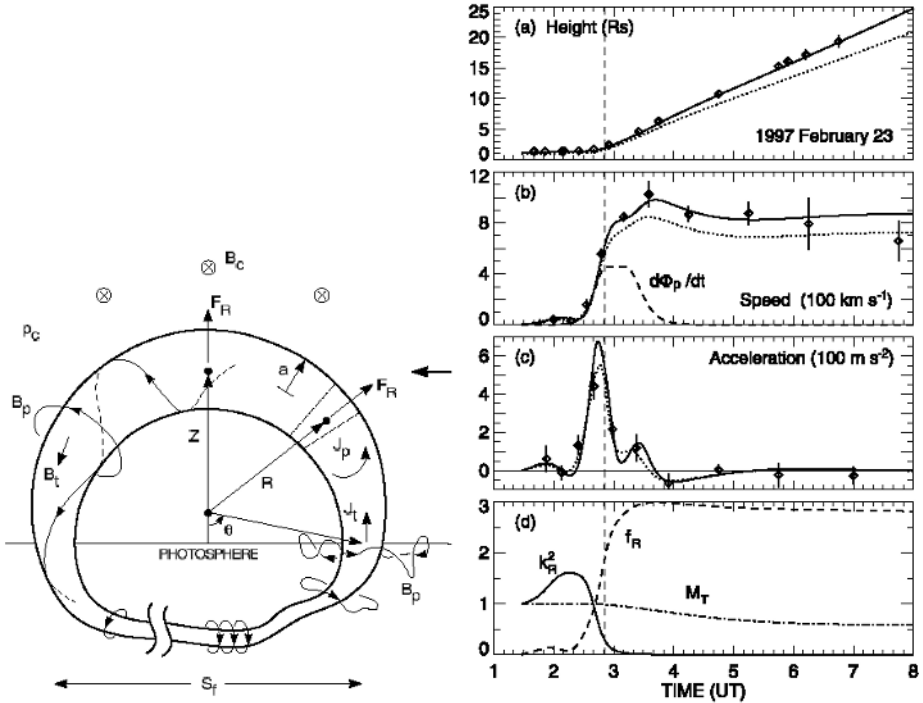 B_c
F_R
p_c
a
F_R
B_p
Z
J_p
B_t
R
J_t
θ
PHOTOSPHERE
B_p
S_f
25
(a) Height (Rs)
20
15
10
5
1997 February 23
0
12
(b)
8
4
dΦ_p/dt
Speed (100 km s⁻¹)
0
6
(c)
Acceleration (100 m s⁻²)
4
2
0
3
(d)
f_R
2
k_R²
M_T
1
0
1 2 3 4 5 6 7 8
TIME (UT)